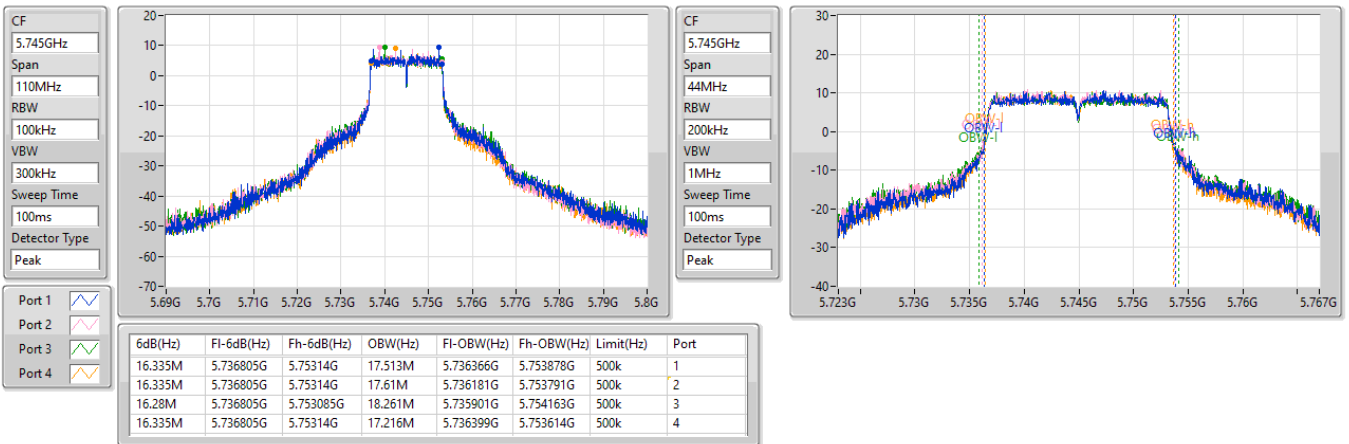 CF
5.745GHz
Span
110MHz
RBW
100kHz
VBW
300kHz
Sweep Time
100ms
Detector Type
Peak
20
10
0
-10
-20
-30
-40
-50
-60
-70
5.69G 5.7G 5.71G 5.72G 5.73G 5.74G 5.75G 5.76G 5.77G 5.78G 5.79G 5.8G
CF
5.745GHz
Span
44MHz
RBW
200kHz
VBW
1MHz
Sweep Time
100ms
Detector Type
Peak
30
20
10
0
-10
-20
-30
-40
OBW-l
OBW-l
OBW-l
OBW-h
OBW-h
5.723G 5.73G 5.735G 5.74G 5.745G 5.75G 5.755G 5.76G 5.767G
Port 1
Port 2
Port 3
Port 4
6dB(Hz) Fl-6dB(Hz) Fh-6dB(Hz) OBW(Hz) Fl-OBW(Hz) Fh-OBW(Hz) Limit(Hz) Port
16.335M 5.736805G 5.75314G 17.513M 5.736366G 5.753878G 500k 1
16.335M 5.736805G 5.75314G 17.61M 5.736181G 5.753791G 500k 2
16.28M 5.736805G 5.753085G 18.261M 5.735901G 5.754163G 500k 3
16.335M 5.736805G 5.75314G 17.216M 5.736399G 5.753614G 500k 4